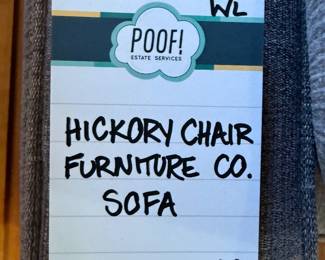 WL
POOF!
ESTATE SERVICES
HICKORY CHAIR
FURNITURE CO.
SOFA